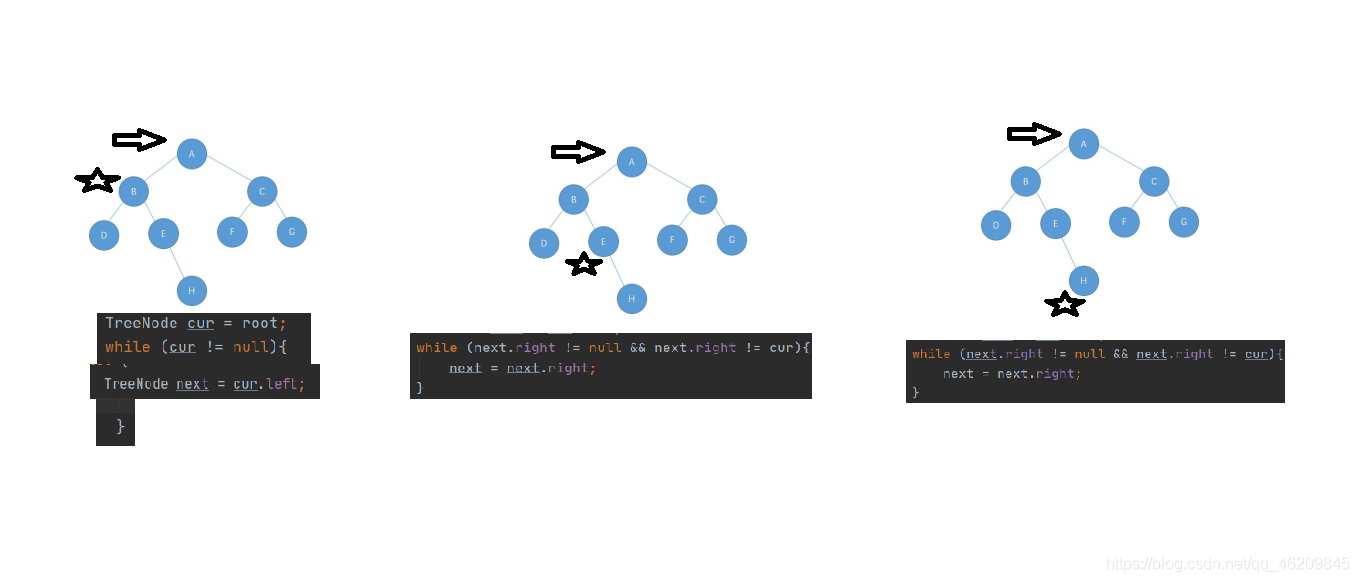 A
B
C
D
E
F
G
H
TreeNode cur = root;
while (cur != null){
TreeNode next = cur.left;
}
A
B
C
D
E
F
G
H
while (next.right != null && next.right != cur){
next = next.right;
}
A
B
C
D
E
F
G
H
while (next.right != null && next.right != cur){
next = next.right;
}
https://blog.csdn.net/qq_46209845